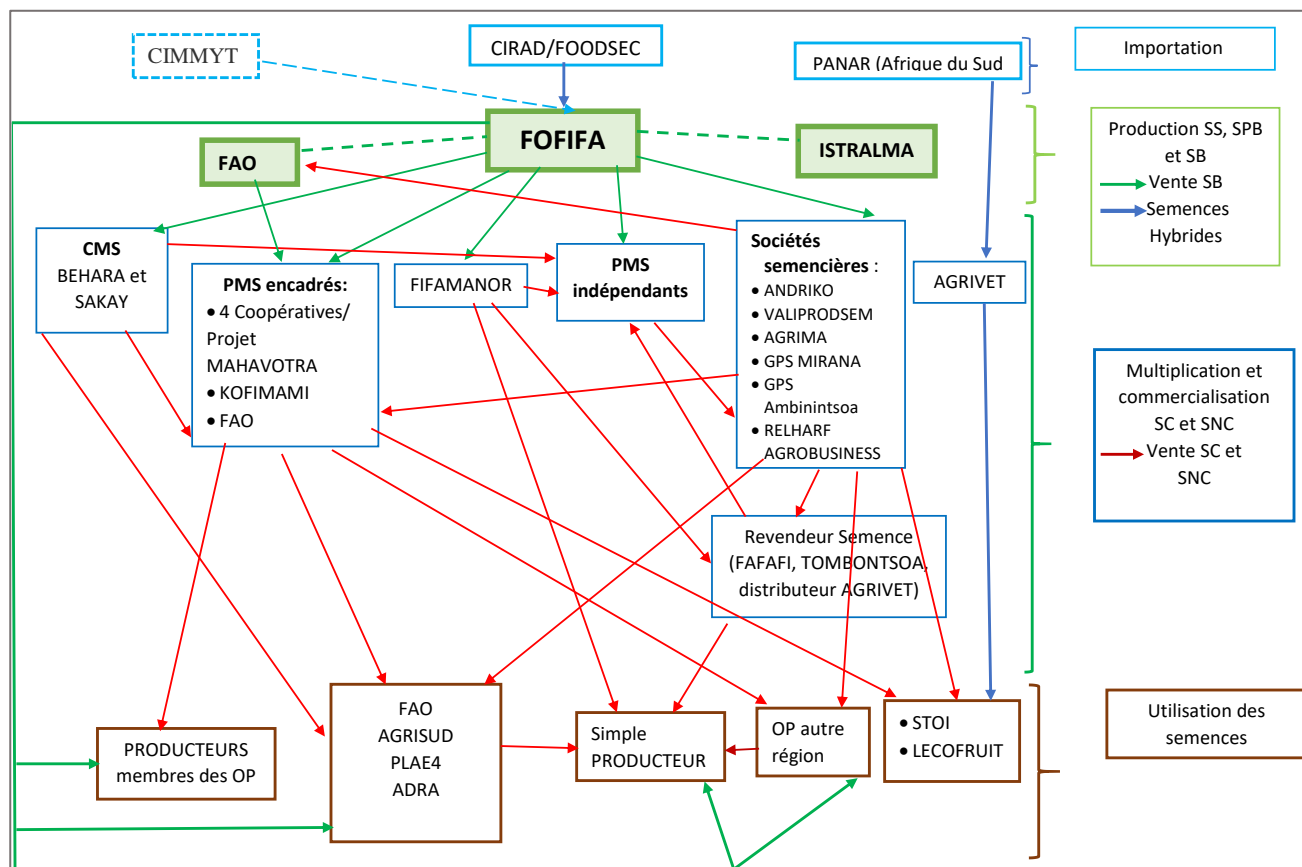 CIMMYT
CIRAD/FOODSEC
PANAR (Afrique du Sud
Importation
FOFIFA
FAO
ISTRALMA
Production SS, SPB
et SB
Vente SB
Semences
Hybrides
CMS
BEHARA et
SAKAY
PMS encadrés:
• 4 Coopératives/
Projet
MAHAVOTRA
• KOFIMAMI
• FAO
FIFAMANOR
PMS
indépendants
Sociétés
semencières :
• ANDRIKO
• VALIPRODSEM
• AGRIMA
• GPS MIRANA
• GPS
Ambinintsoa
• RELHARF
AGROBUSINESS
AGRIVET
Multiplication et
commercialisation
SC et SNC
Vente SC et
SNC
Revendeur Semence
(FAFAFI, TOMBONTSOA,
distributeur AGRIVET)
PRODUCTEURS
membres des OP
FAO
AGRISUD
PLAE4
ADRA
Simple
PRODUCTEUR
OP autre
région
• STOI
• LECOFRUIT
Utilisation des
semences